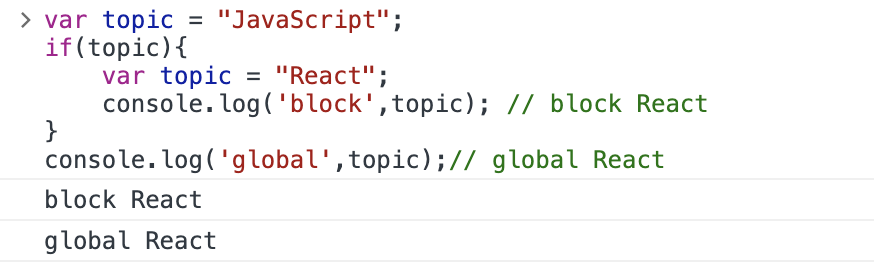 > var topic = "JavaScript";
if(topic){
    var topic = "React";
    console.log('block',topic); // block React
}
console.log('global',topic);// global React
block React
global React